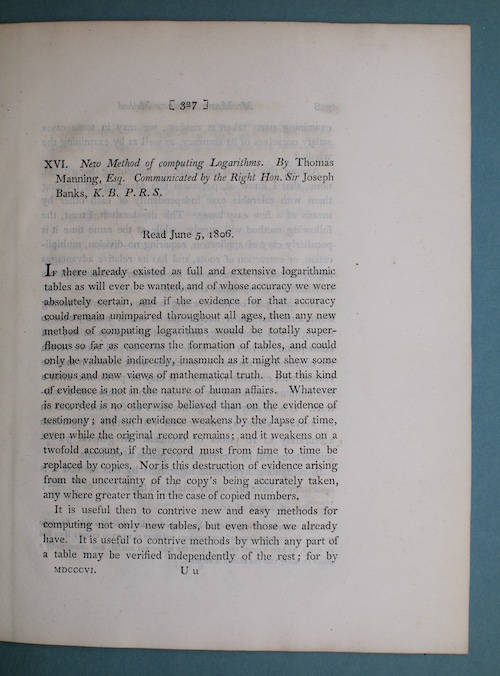 [ 327 ]
XVI. New Method of computing Logarithms. By Thomas
Manning, Esq. Communicated by the Right Hon. Sir Joseph
Banks, K. B. P. R. S.
Read June 5, 1806.
If there already existed as full and extensive logarithmic
tables as will ever be wanted, and of whose accuracy we were
absolutely certain, and if the evidence for that accuracy
could remain unimpaired throughout all ages, then any new
method of computing logarithms would be totally super-
fluous so far as concerns the formation of tables, and could
only be valuable indirectly, inasmuch as it might shew some
curious and new views of mathematical truth. But this kind
of evidence is not in the nature of human affairs. Whatever
is recorded is no otherwise believed than on the evidence of
testimony; and such evidence weakens by the lapse of time,
even while the original record remains; and it weakens on a
twofold account, if the record must from time to time be
replaced by copies. Nor is this destruction of evidence arising
from the uncertainty of the copy's being accurately taken,
any where greater than in the case of copied numbers.
It is useful then to contrive new and easy methods for
computing not only new tables, but even those we already
have. It is useful to contrive methods by which any part of
a table may be verified independently of the rest; for by
MDCCCVI. U u